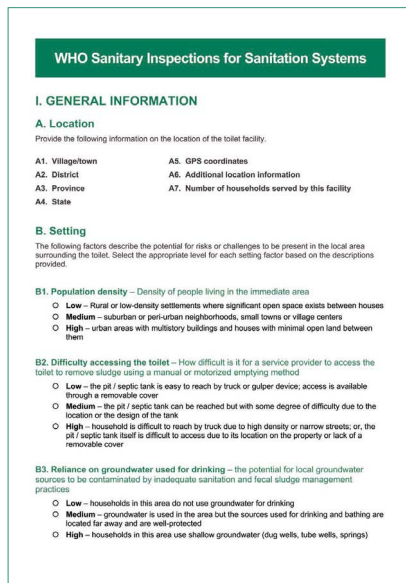 WHO Sanitary Inspections for Sanitation Systems
I. GENERAL INFORMATION
A. Location
Provide the following information on the location of the toilet facility.
A1. Village/town
A2. District
A3. Province
A4. State
A5. GPS coordinates
A6. Additional location information
A7. Number of households served by this facility
B. Setting
The following factors describe the potential for risks or challenges to be present in the local area
surrounding the toilet. Select the appropriate level for each setting factor based on the descriptions
provided.
B1. Population density – Density of people living in the immediate area
O Low – Rural or low-density settlements where significant open space exists between houses
O Medium – suburban or peri-urban neighborhoods, small towns or village centers
O High – urban areas with multistory buildings and houses with minimal open land between
them
B2. Difficulty accessing the toilet – How difficult is it for a service provider to access the
toilet to remove sludge using a manual or motorized emptying method
O Low – the pit / septic tank is easy to reach by truck or gulper device; access is available
through a removable cover
O Medium – the pit / septic tank can be reached but with some degree of difficulty due to the
location or the design of the tank
O High – household is difficult to reach by truck due to high density or narrow streets; or, the
pit / septic tank itself is difficult to access due to its location on the property or lack of a
removable cover
B3. Reliance on groundwater used for drinking – the potential for local groundwater
sources to be contaminated by inadequate sanitation and fecal sludge management
practices
O Low – households in this area do not use groundwater for drinking
O Medium – groundwater is used in the area but the sources used for drinking and bathing are
located far away and are well-protected
O High – households in this area use shallow groundwater (dug wells, tube wells, springs)